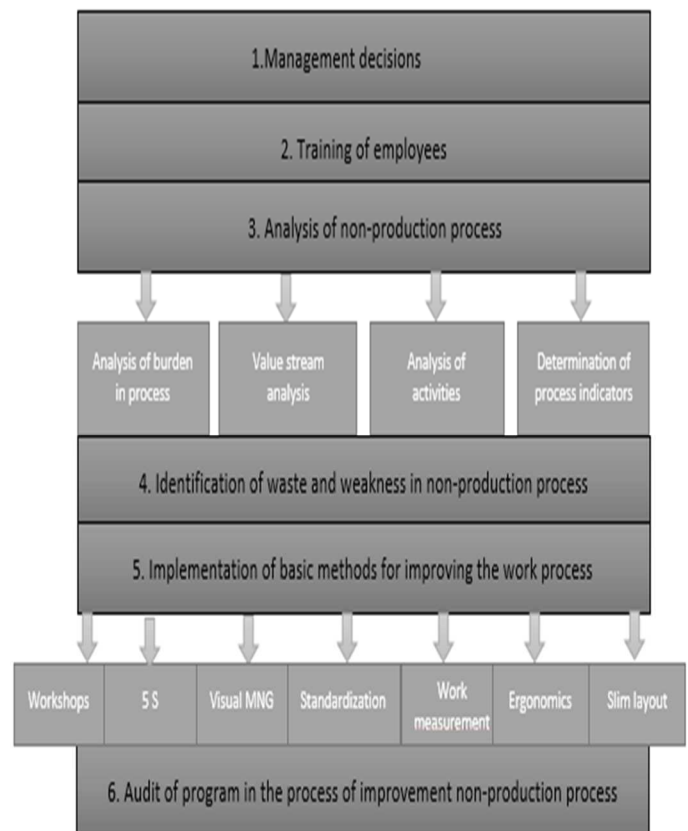 1.Management decisions
2. Training of employees
3. Analysis of non-production process
Analysis of burden
in process
Value stream
analysis
Analysis of
activities
Determination of
process indicators
4. Identification of waste and weakness in non-production process
5. Implementation of basic methods for improving the work process
Workshops
5 S
Visual MNG
Standardization
Work
measurement
Ergonomics
Slim layout
6. Audit of program in the process of improvement non-production process